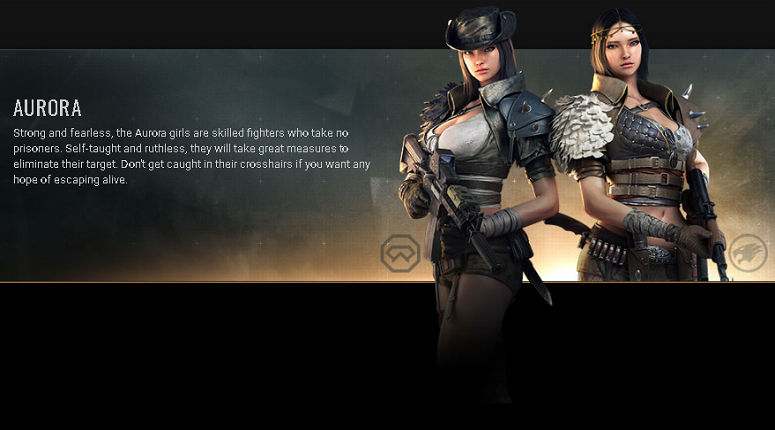 AURORA
Strong and fearless, the Aurora girls are skilled fighters who take no
prisoners. Self-taught and ruthless, they will take great measures to
eliminate their target. Don't get caught in their crosshairs if you want any
hope of escaping alive.